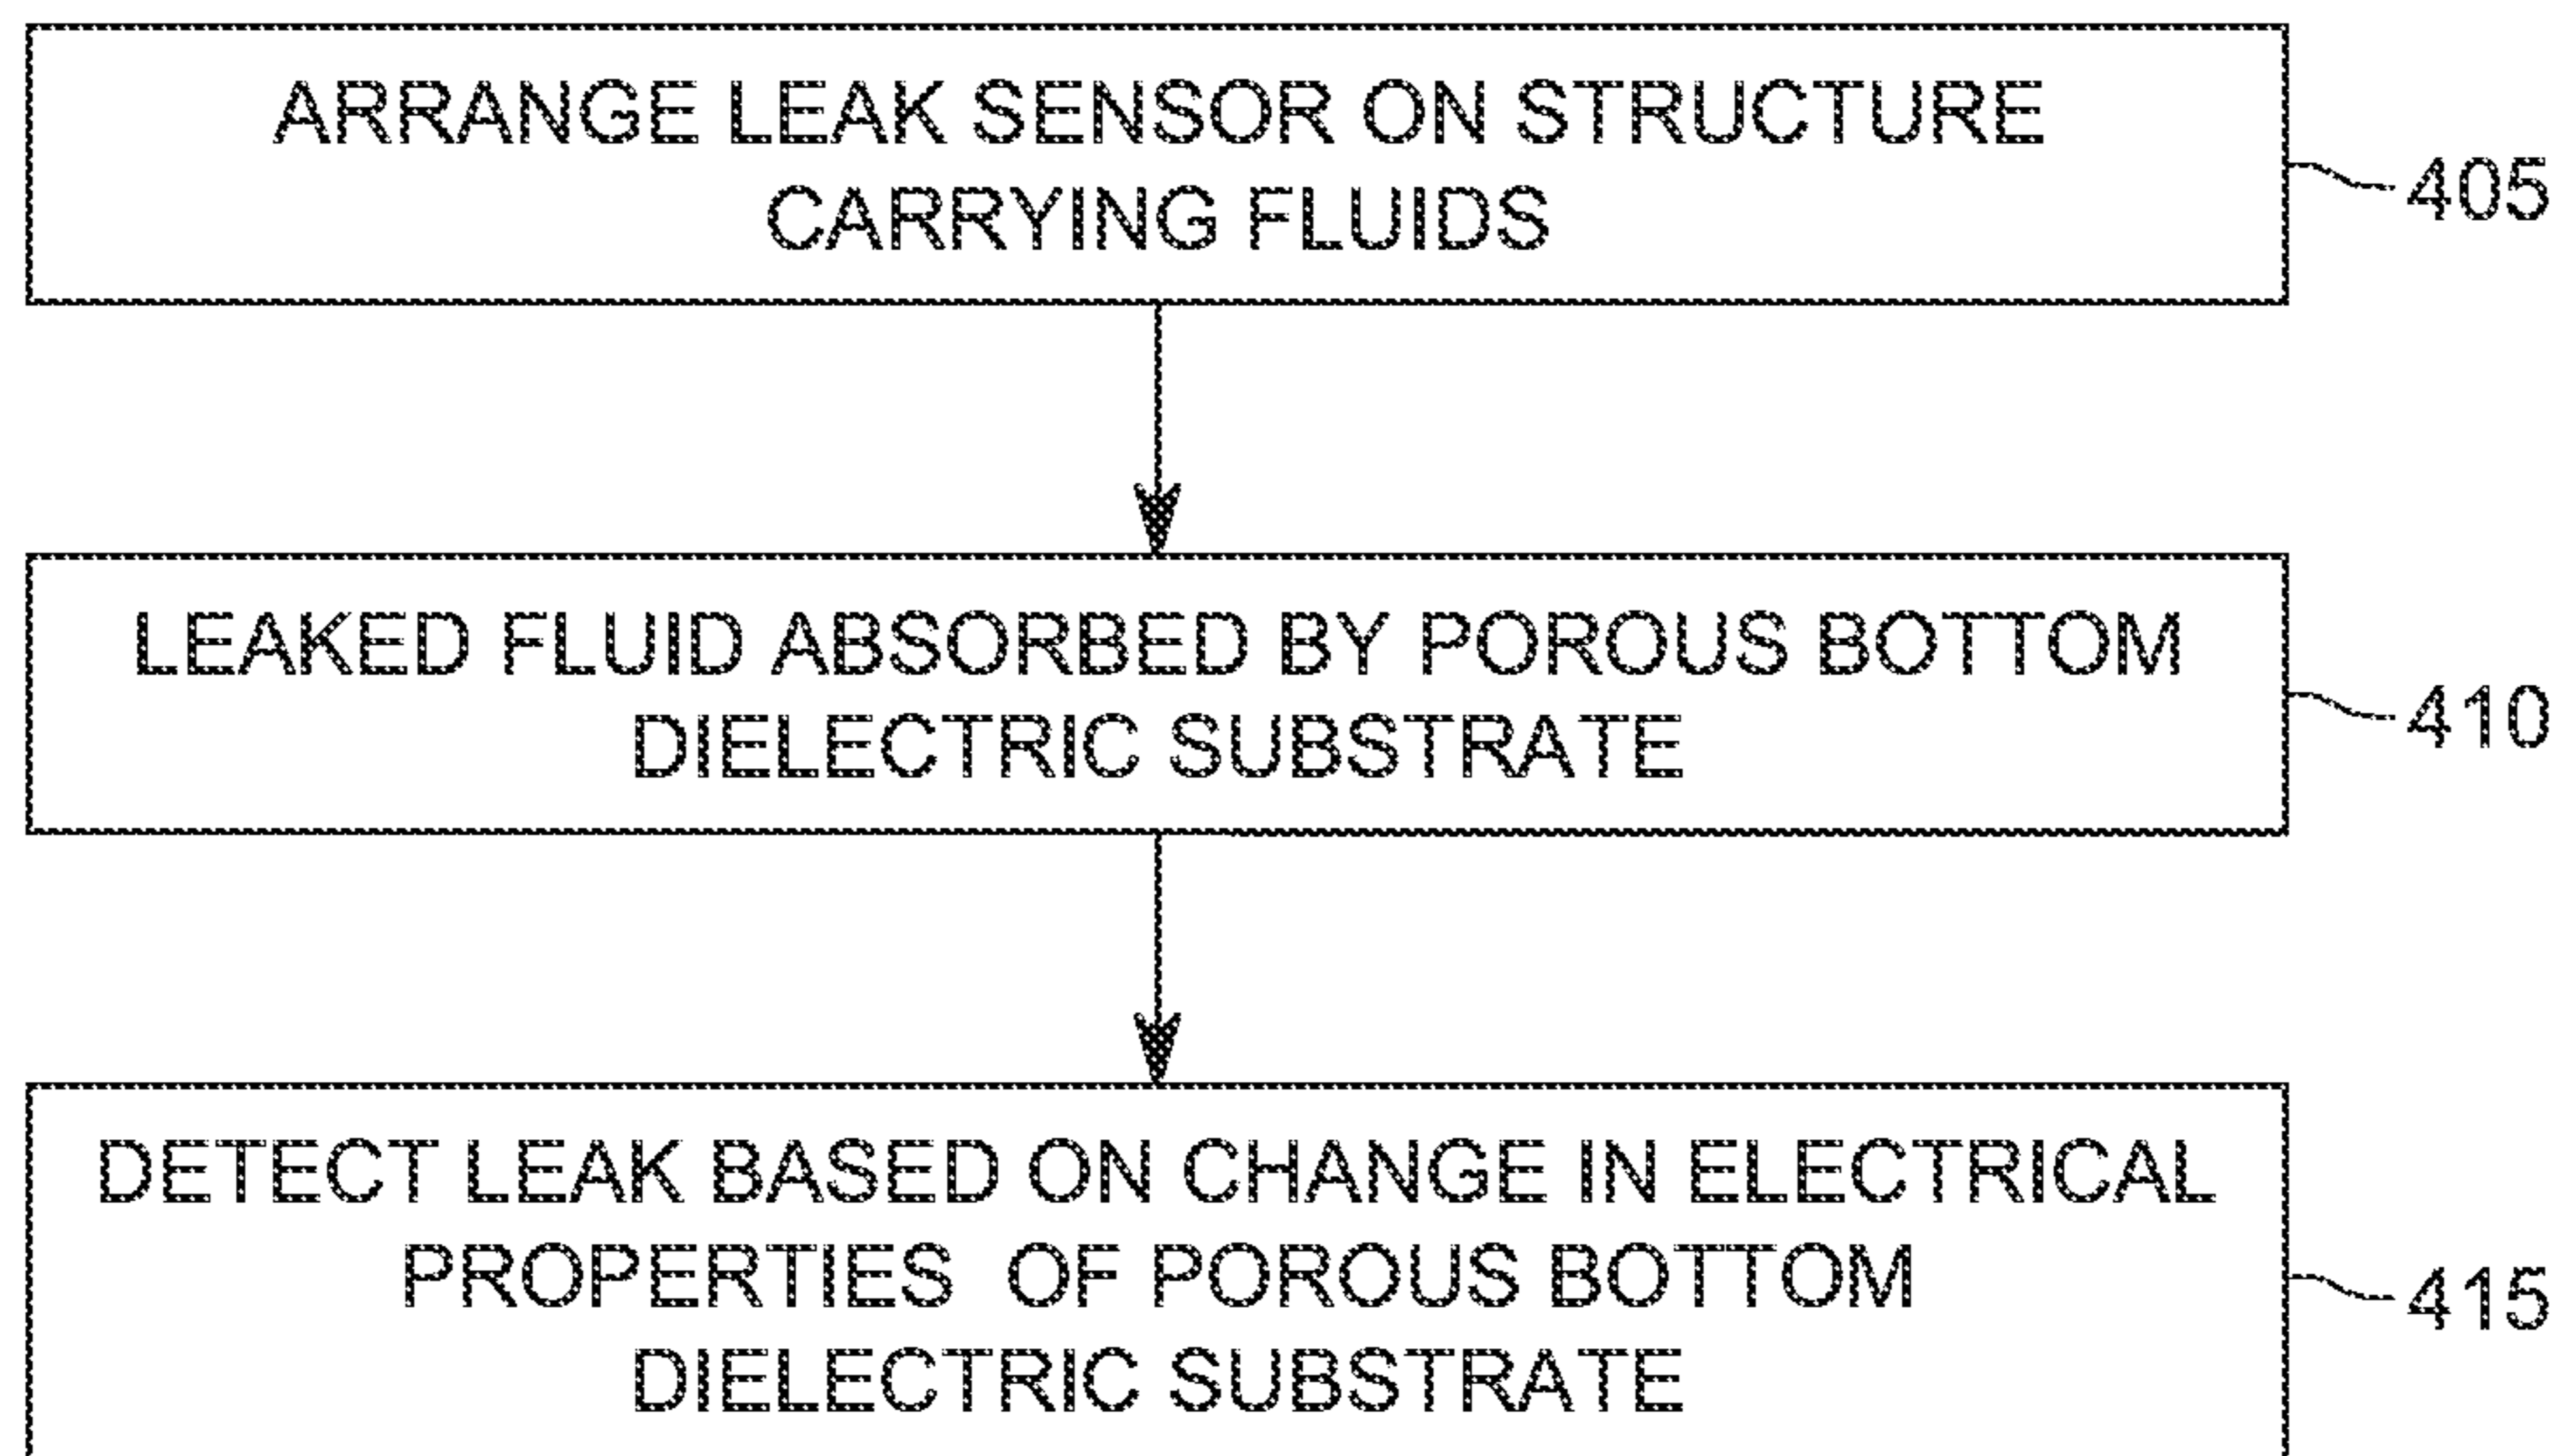 ARRANGE LEAK SENSOR ON STRUCTURE
CARRYING FLUIDS
405
LEAKED FLUID ABSORBED BY POROUS BOTTOM
DIELECTRIC SUBSTRATE
410
DETECT LEAK BASED ON CHANGE IN ELECTRICAL
PROPERTIES OF POROUS BOTTOM
DIELECTRIC SUBSTRATE
415